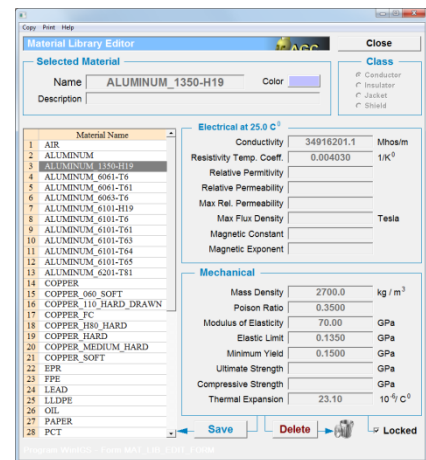 Copy Print Help
Material Library Editor
Close
Selected Material
Name ALUMINUM_1350-H19 Color
Description
Class
Conductor
Insulator
Jacket
Shield
Material Name
1 AIR
2 ALUMINUM
3 ALUMINUM_1350-H19
4 ALUMINUM_6061-T6
5 ALUMINUM_6061-T61
6 ALUMINUM_6063-T6
7 ALUMINUM_6101-H19
8 ALUMINUM_6101-T6
9 ALUMINUM_6101-T61
10 ALUMINUM_6101-T63
11 ALUMINUM_6101-T64
12 ALUMINUM_6101-T65
13 ALUMINUM_6201-T81
14 COPPER
15 COPPER_060_SOFT
16 COPPER_110_HARD_DRAWN
17 COPPER_FC
18 COPPER_H80_HARD
19 COPPER_HARD
20 COPPER_MEDIUM_HARD
21 COPPER_SOFT
22 EPR
23 FPE
24 LEAD
25 LLDPE
26 OIL
27 PAPER
28 PCT
Electrical at 25.0 C⁰
Conductivity 34916201.1 Mhos/m
Resistivity Temp. Coeff. 0.004030 1/K⁰
Relative Permitivity
Relative Permeability
Max Rel. Permeability
Max Flux Density Tesla
Magnetic Constant
Magnetic Exponent
Mechanical
Mass Density 2700.0 kg / m³
Poison Ratio 0.3500
Modulus of Elasticity 70.00 GPa
Elastic Limit 0.1350 GPa
Minimum Yield 0.1500 GPa
Ultimate Strength GPa
Compressive Strength GPa
Thermal Expansion 23.10 10⁻⁶/ C⁰
Save Delete Locked